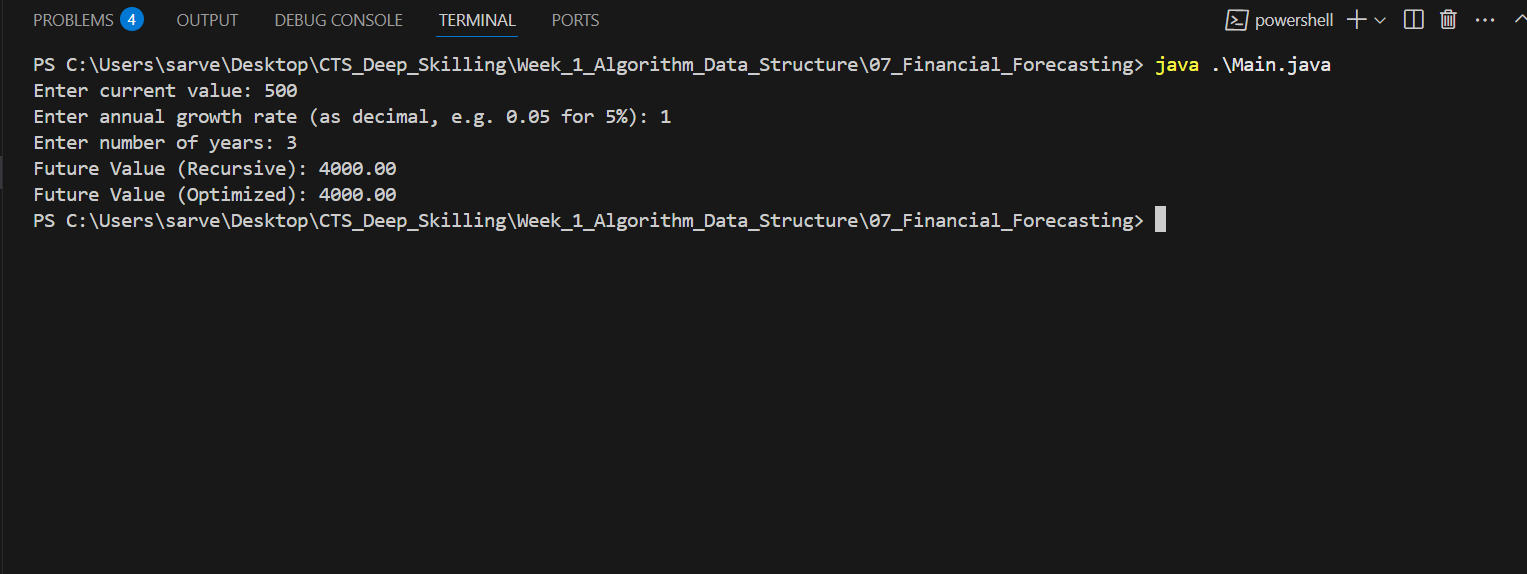 PROBLEMS 4 OUTPUT DEBUG CONSOLE TERMINAL PORTS powershell
PS C:\Users\sarve\Desktop\CTS_Deep_Skilling\Week_1_Algorithm_Data_Structure\07_Financial_Forecasting> java .\Main.java
Enter current value: 500
Enter annual growth rate (as decimal, e.g. 0.05 for 5%): 1
Enter number of years: 3
Future Value (Recursive): 4000.00
Future Value (Optimized): 4000.00
PS C:\Users\sarve\Desktop\CTS_Deep_Skilling\Week_1_Algorithm_Data_Structure\07_Financial_Forecasting>